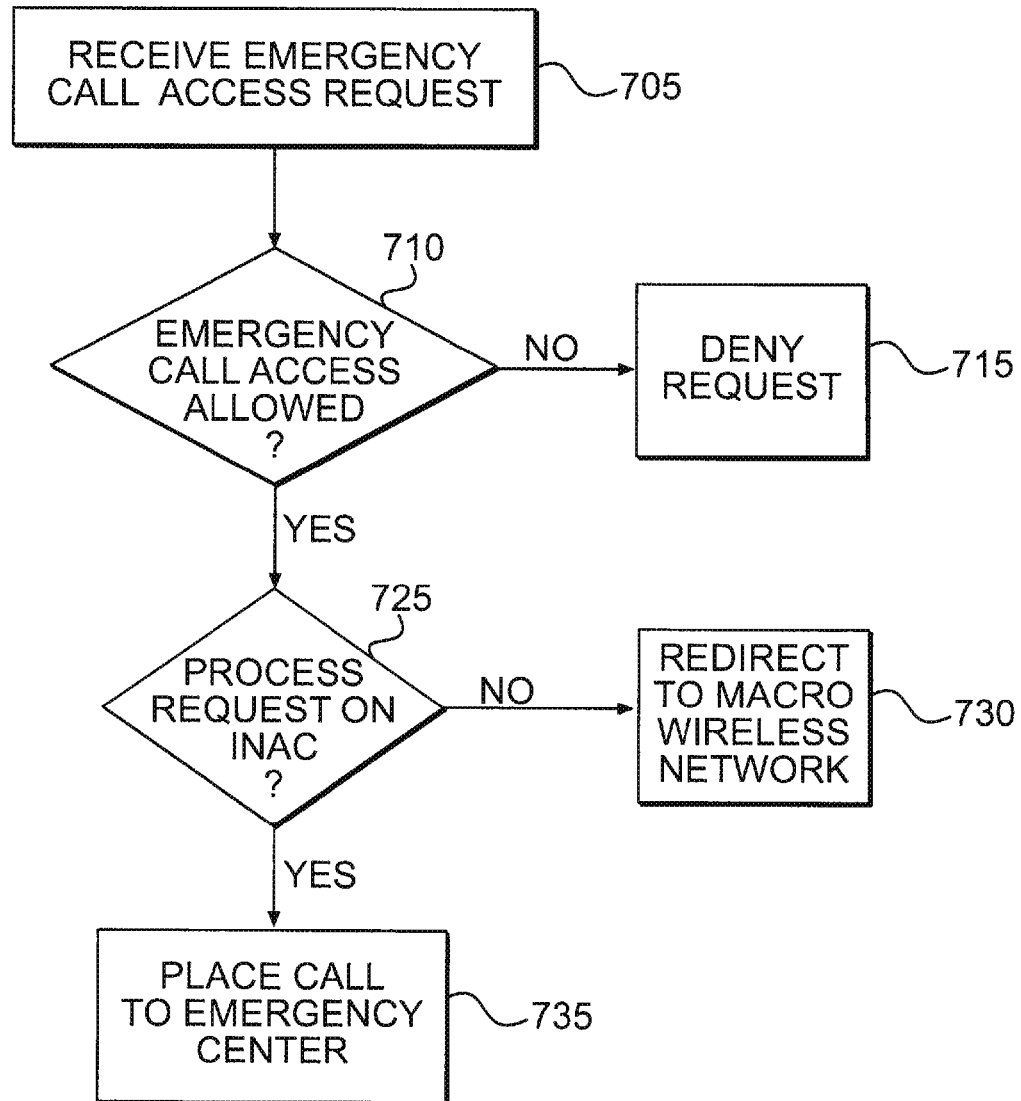 RECEIVE EMERGENCY
CALL ACCESS REQUEST
705
710
EMERGENCY
CALL ACCESS
ALLOWED
?
NO
DENY
REQUEST
715
YES
725
PROCESS
REQUEST ON
INAC
?
NO
REDIRECT
TO MACRO
WIRELESS
NETWORK
730
YES
PLACE CALL
TO EMERGENCY
CENTER
735